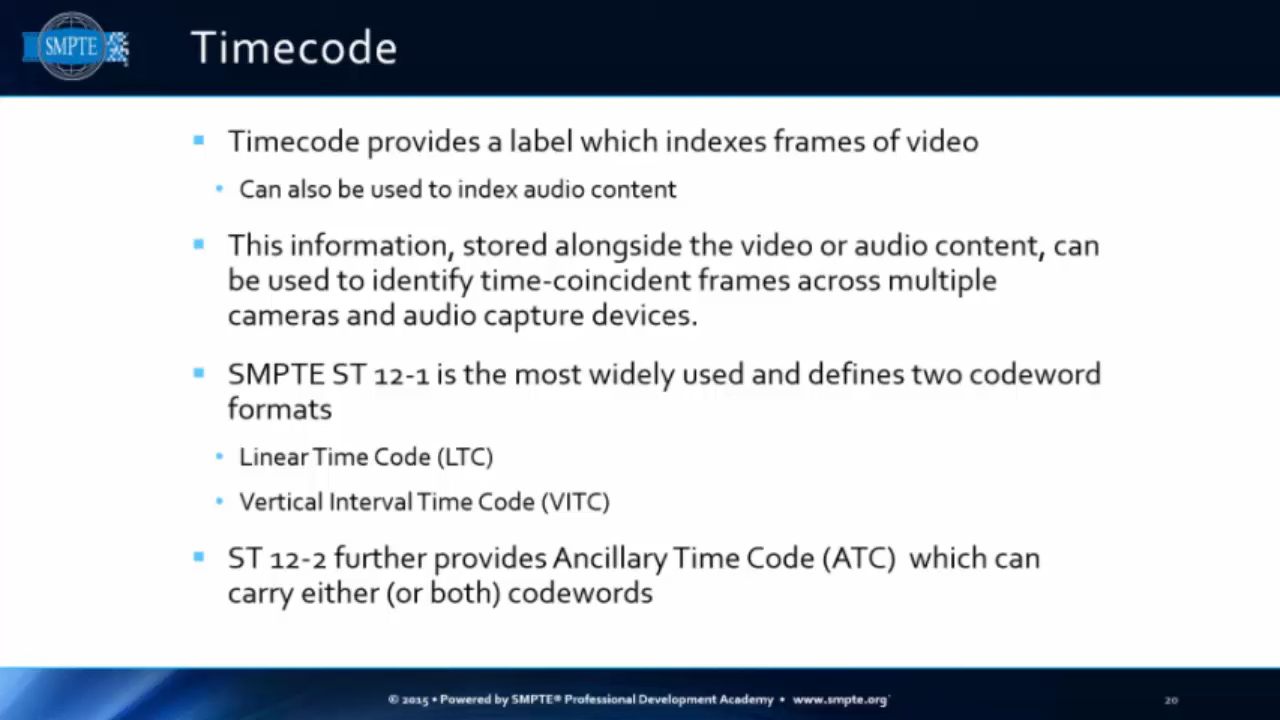 SMPTE
Timecode
Timecode provides a label which indexes frames of video
Can also be used to index audio content
This information, stored alongside the video or audio content, can
be used to identify time-coincident frames across multiple
cameras and audio capture devices.
SMPTE ST 12-1 is the most widely used and defines two codeword
formats
Linear Time Code (LTC)
Vertical Interval Time Code (VITC)
ST 12-2 further provides Ancillary Time Code (ATC) which can
carry either (or both) codewords
© 2015 • Powered by SMPTE® Professional Development Academy • www.smpte.org
20